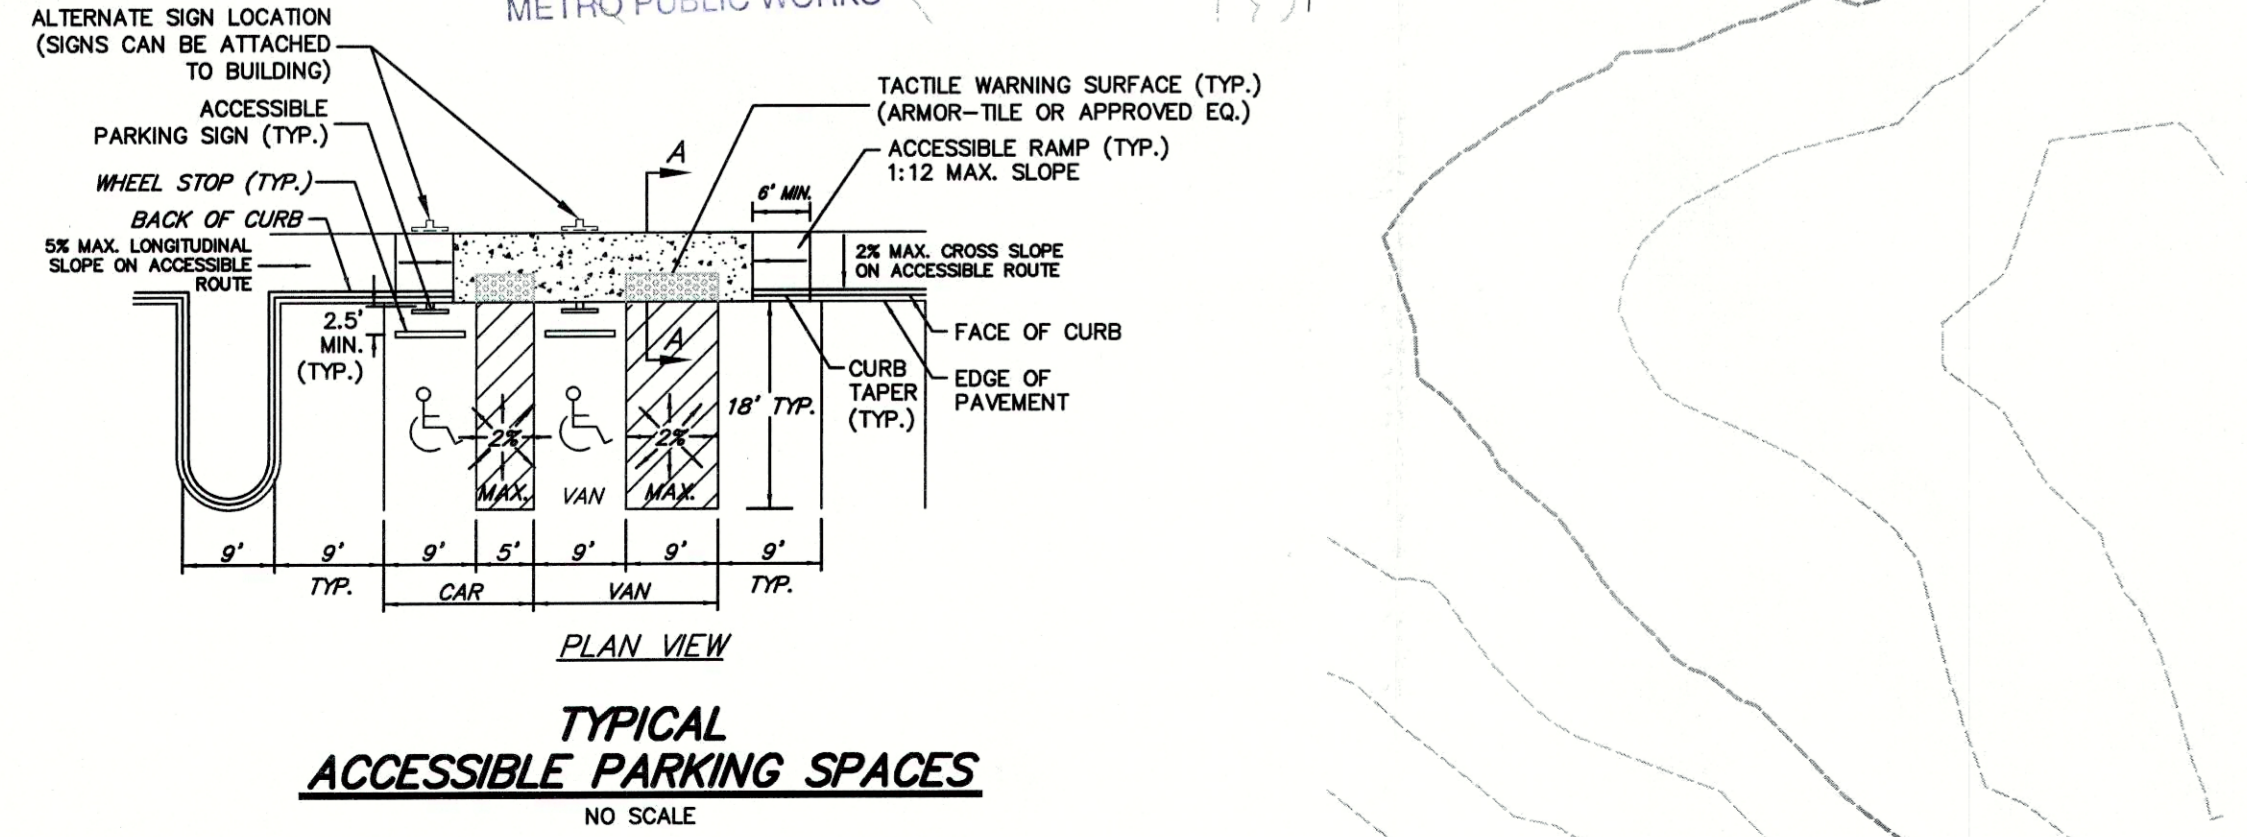 METRO PUBLIC WORKS
ALTERNATE SIGN LOCATION
(SIGNS CAN BE ATTACHED
TO BUILDING)
ACCESSIBLE
PARKING SIGN (TYP.)
WHEEL STOP (TYP.)
BACK OF CURB
5% MAX. LONGITUDINAL
SLOPE ON ACCESSIBLE
ROUTE
2.5'
MIN.
(TYP.)
TACTILE WARNING SURFACE (TYP.)
(ARMOR-TILE OR APPROVED EQ.)
A
ACCESSIBLE RAMP (TYP.)
1:12 MAX. SLOPE
6' MIN.
2% MAX. CROSS SLOPE
ON ACCESSIBLE ROUTE
A
FACE OF CURB
CURB
TAPER
(TYP.)
EDGE OF
PAVEMENT
18' TYP.
2%
2%
MAX.
VAN
MAX.
9'
9'
9'
5'
9'
9'
9'
TYP.
CAR
VAN
TYP.
PLAN VIEW
TYPICAL
ACCESSIBLE PARKING SPACES
NO SCALE